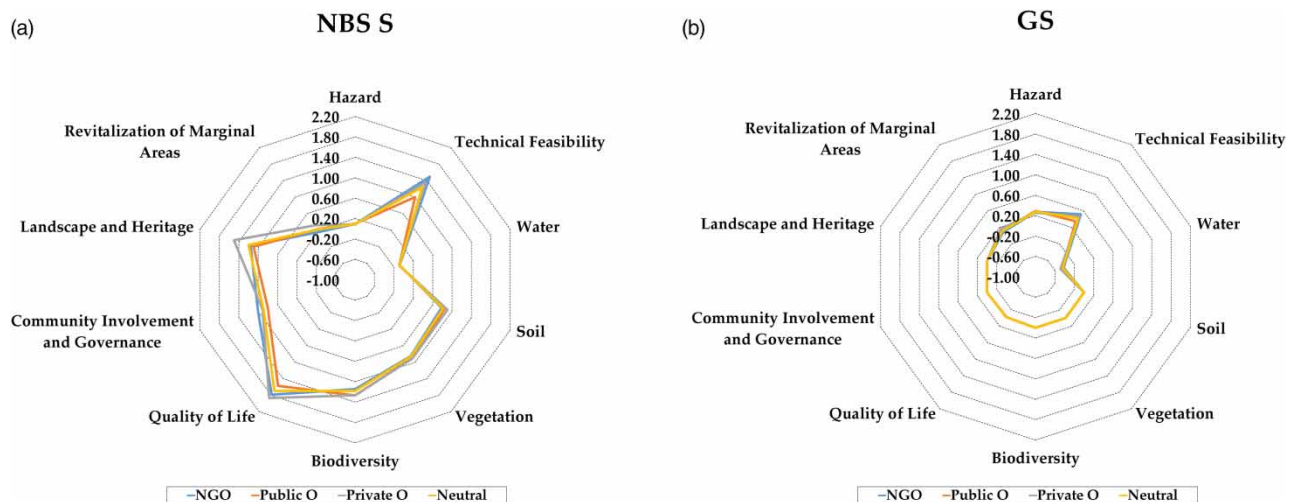 (a)
NBS S
Hazard
2.20
1.80
1.40
1.00
0.60
0.20
-0.20
-0.60
-1.00
Technical Feasibility
Water
Soil
Vegetation
Biodiversity
Quality of Life
Community Involvement
and Governance
Landscape and Heritage
Revitalization of Marginal
Areas
NGO Public O Private O Neutral
(b)
GS
Hazard
2.20
1.80
1.40
1.00
0.60
0.20
-0.20
-0.60
-1.00
Technical Feasibility
Water
Soil
Vegetation
Biodiversity
Quality of Life
Community Involvement
and Governance
Landscape and Heritage
Revitalization of Marginal
Areas
NGO Public O Private O Neutral